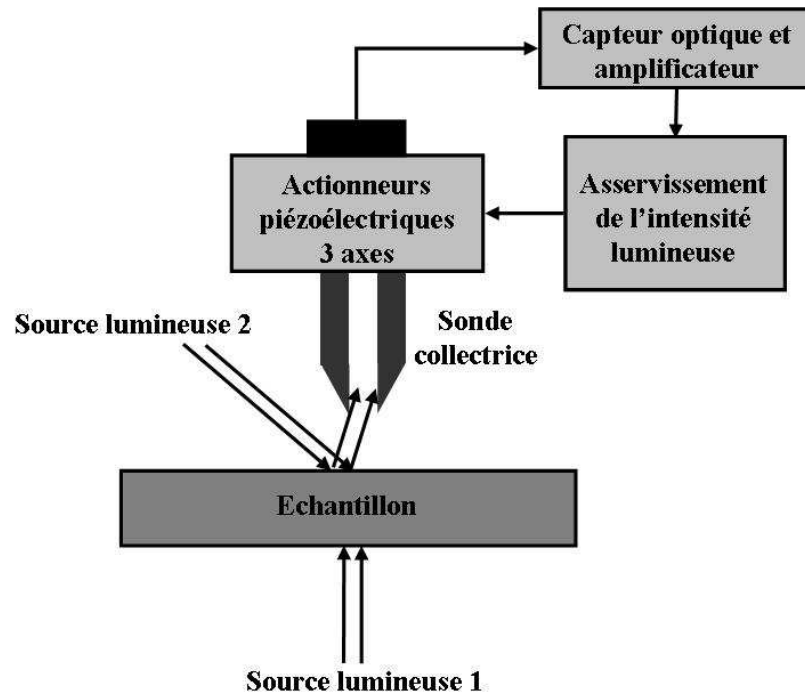 Capteur optique et
amplificateur
Actionneurs
piézoélectriques
3 axes
Asservissement
de l'intensité
lumineuse
Source lumineuse 2
Sonde
collectrice
Echantillon
Source lumineuse 1